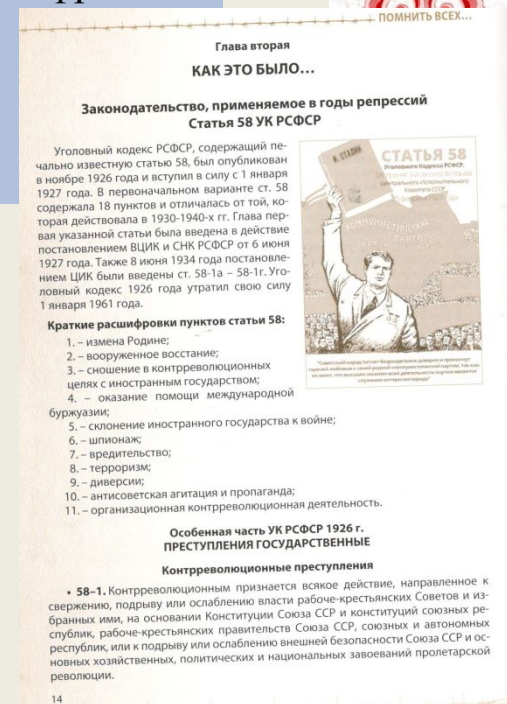 ПОМНИТЬ ВСЕХ...
Глава вторая
КАК ЭТО БЫЛО...
Законодательство, применяемое в годы репрессий
Статья 58 УК РСФСР
Уголовный кодекс РСФСР, содержащий пе-
чально известную статью 58, был опубликован
в ноябре 1926 года и вступил в силу с 1 января
1927 года. В первоначальном варианте ст. 58
содержала 18 пунктов и отличалась от той, ко-
торая действовала в 1930-1940-х гг. Глава пер-
вая указанной статьи была введена в действие
постановлением ВЦИК и СНК РСФСР от 6 июня
1927 года. Также 8 июня 1934 года постановле-
нием ЦИК были введены ст. 58-1а – 58-1г. Уго-
ловный кодекс 1926 года утратил свою силу
1 января 1961 года.
И. СТАЛИН
СТАТЬЯ 58
Уголовного Кодекса РСФСР,
Центрального Исполнительного
Комитета СССР
КОММУНИСТИЧЕСКАЯ
Краткие расшифровки пунктов статьи 58:
1. – измена Родине;
2. – вооруженное восстание;
3. – сношение в контрреволюционных
целях с иностранным государством;
4. – оказание помощи международной
буржуазии;
5. – склонение иностранного государства к войне;
6. – шпионаж;
7. – вредительство;
8. – терроризм;
9. – диверсии;
10. – антисоветская агитация и пропаганда;
11. – организационная контрреволюционная деятельность.
Особенная часть УК РСФСР 1926 г.
ПРЕСТУПЛЕНИЯ ГОСУДАРСТВЕННЫЕ
Контрреволюционные преступления
• 58–1. Контрреволюционным признается всякое действие, направленное к
свержению, подрыву или ослаблению власти рабоче-крестьянских Советов и из-
бранных ими, на основании Конституции Союза ССР и конституций союзных ре-
спублик, рабоче-крестьянских правительств Союза ССР, союзных и автономных
республик, или к подрыву или ослаблению внешней безопасности Союза ССР и ос-
новных хозяйственных, политических и национальных завоеваний пролетарской
революции.
14